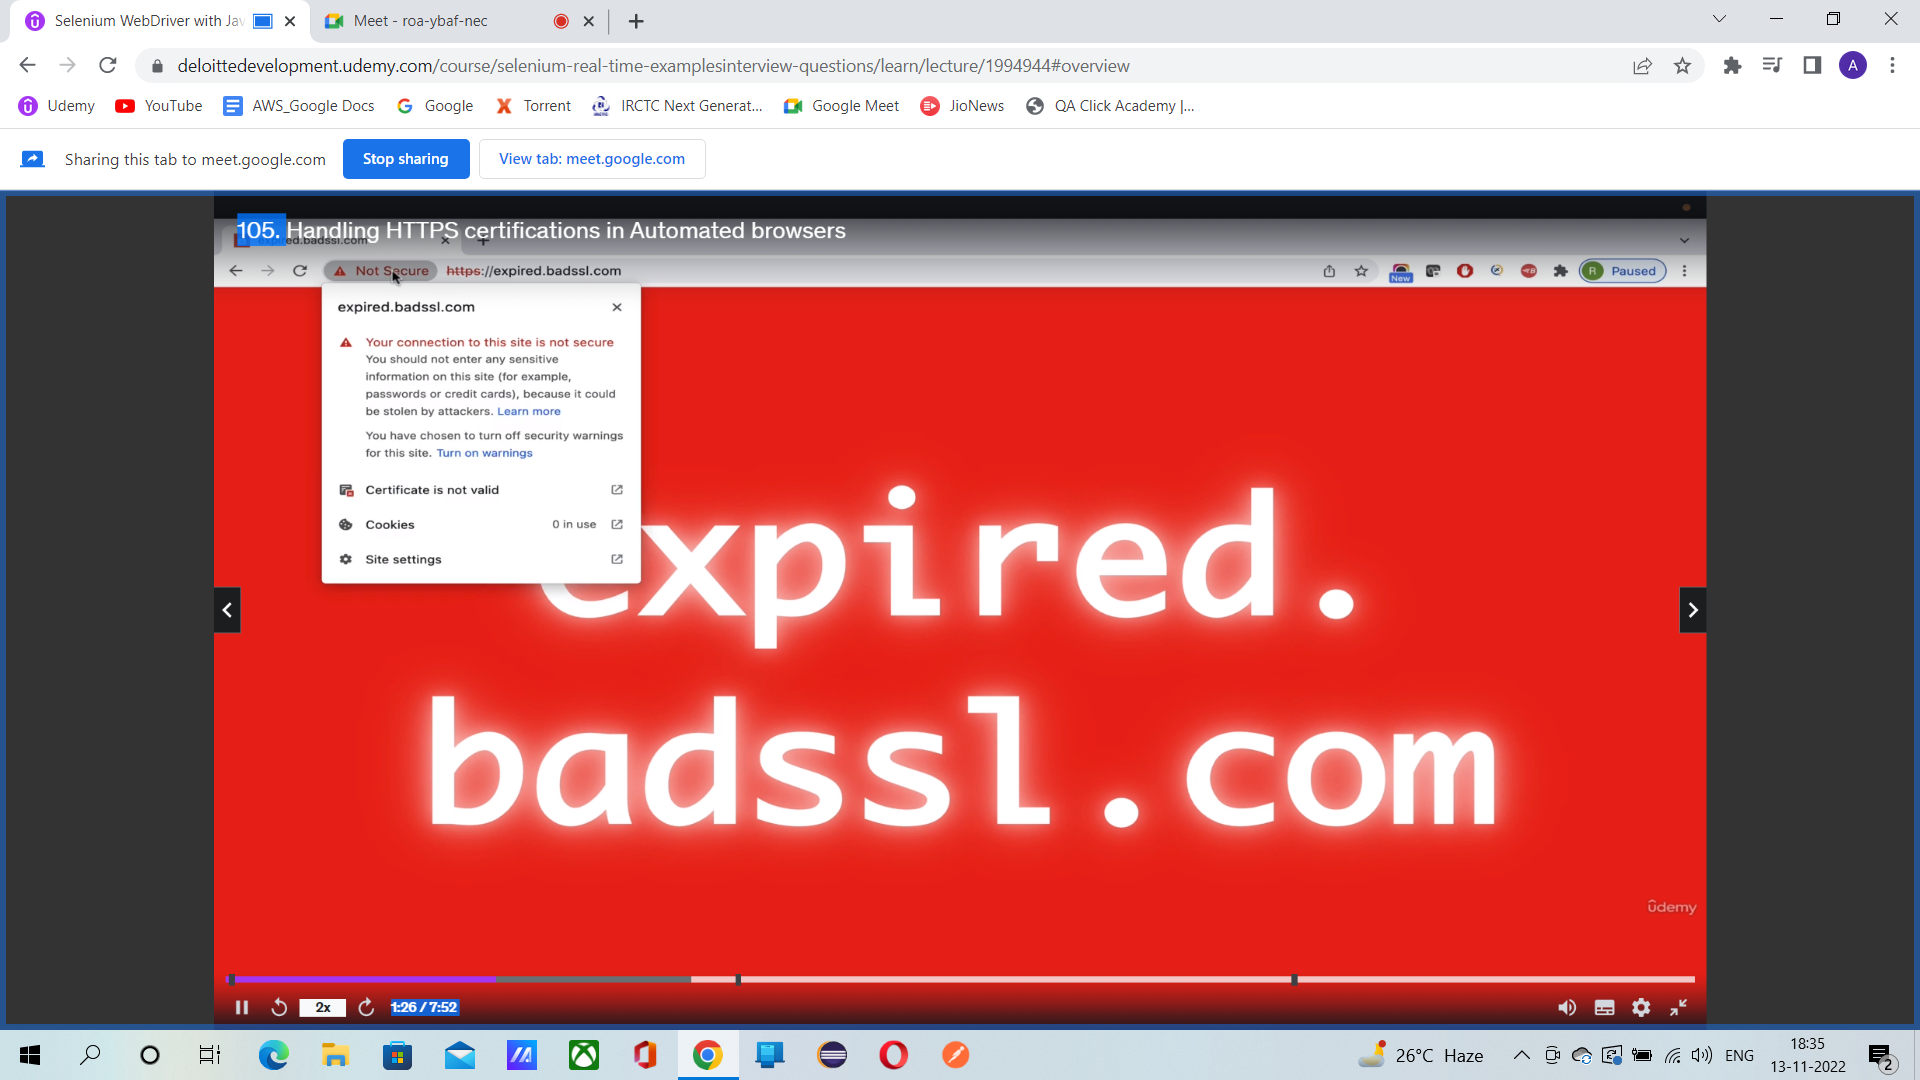 Selenium WebDriver with Jav
Meet - roa-ybaf-nec
deloittedevelopment.udemy.com/course/selenium-real-time-examplesinterview-questions/learn/lecture/1994944#overview
A
Udemy
YouTube
AWS_Google Docs
Google
Torrent
IRCTC Next Generat...
Google Meet
JioNews
QA Click Academy |...
Sharing this tab to meet.google.com
Stop sharing
View tab: meet.google.com
105. Handling HTTPS certifications in Automated browsers
expired.badssl.com
Not Secure
https://expired.badssl.com
New
R
Paused
expired.badssl.com
Your connection to this site is not secure
You should not enter any sensitive
information on this site (for example,
passwords or credit cards), because it could
be stolen by attackers. Learn more
You have chosen to turn off security warnings
for this site. Turn on warnings
Certificate is not valid
Cookies
0 in use
Site settings
expired.
badssl.com
ûdemy
2x
1:26 / 7:52
26°C Haze
ENG
18:35
13-11-2022
2